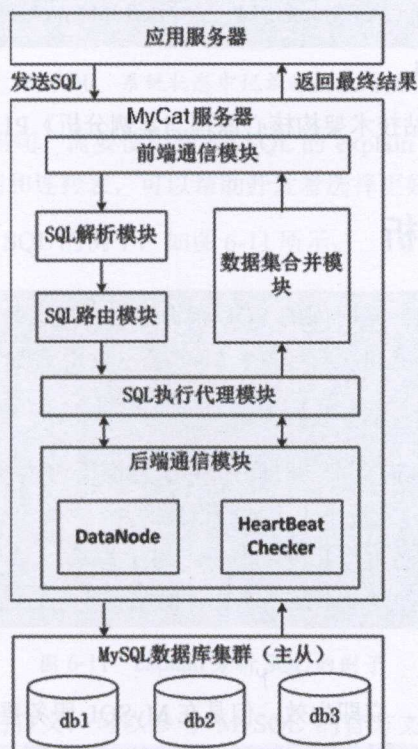 应用服务器
发送SQL
返回最终结果
MyCat服务器
前端通信模块
SQL解析模块
数据集合并模
块
SQL路由模块
SQL执行代理模块
后端通信模块
DataNode
HeartBeat
Checker
MySQL数据库集群（主从）
db1
db2
db3